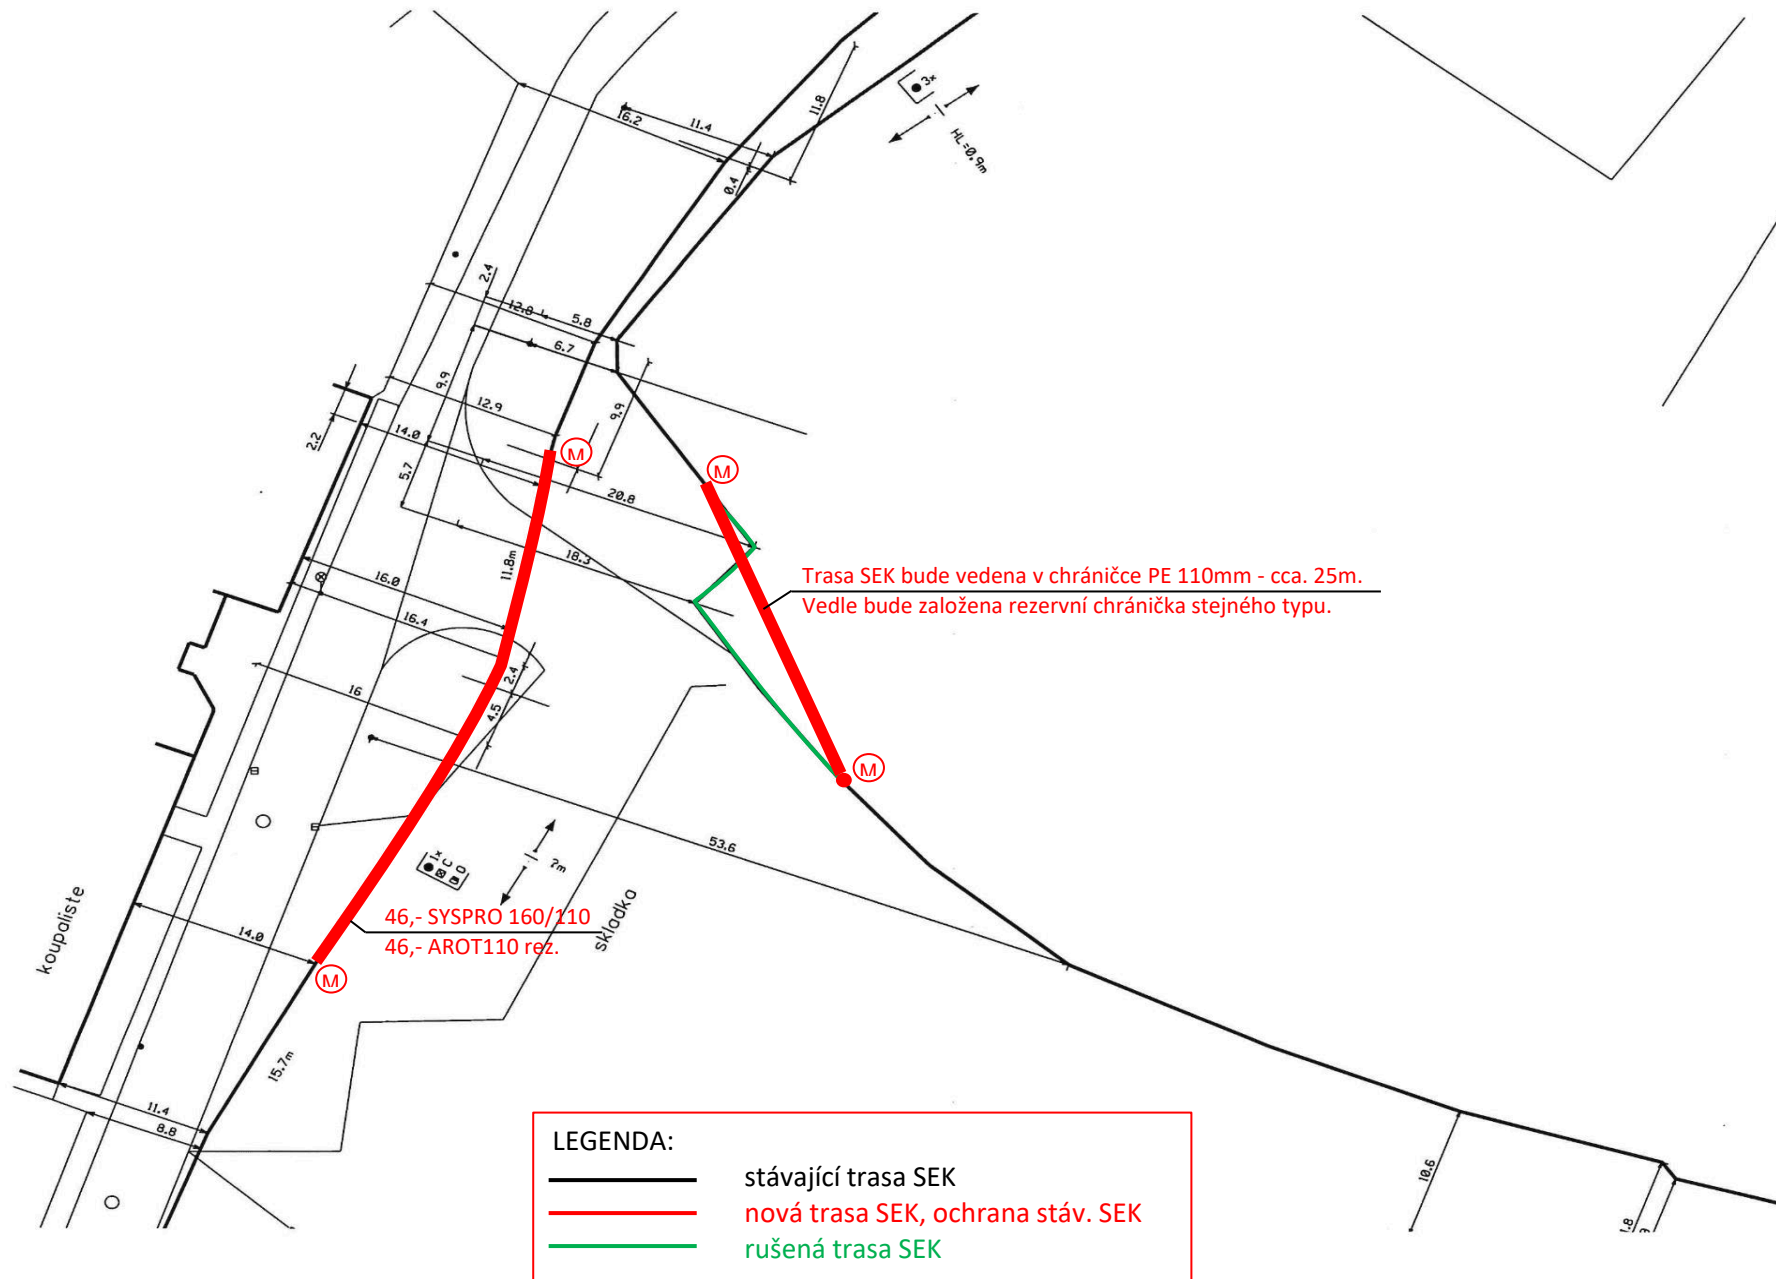 16.2
11.4
11.8
3x
HL=0.9m
0.4
2.4
12.8
5.8
6.7
9.9
12.9
9.9
2.2
14.0
M
M
5.7
20.8
11.8m
18.3
16.0
Trasa SEK bude vedena v chráničce PE 110mm - cca. 25m.
Vedle bude založena rezervní chránička stejného typu.
16.4
2.4
16
4.5
M
53.6
1x
C
O
?m
koupaliste
skladka
46,- SYSPRO 160/110
46,- AROT110 rez.
14.0
M
15.7m
11.4
8.8
10.6
LEGENDA:
stávající trasa SEK
nová trasa SEK, ochrana stáv. SEK
rušená trasa SEK